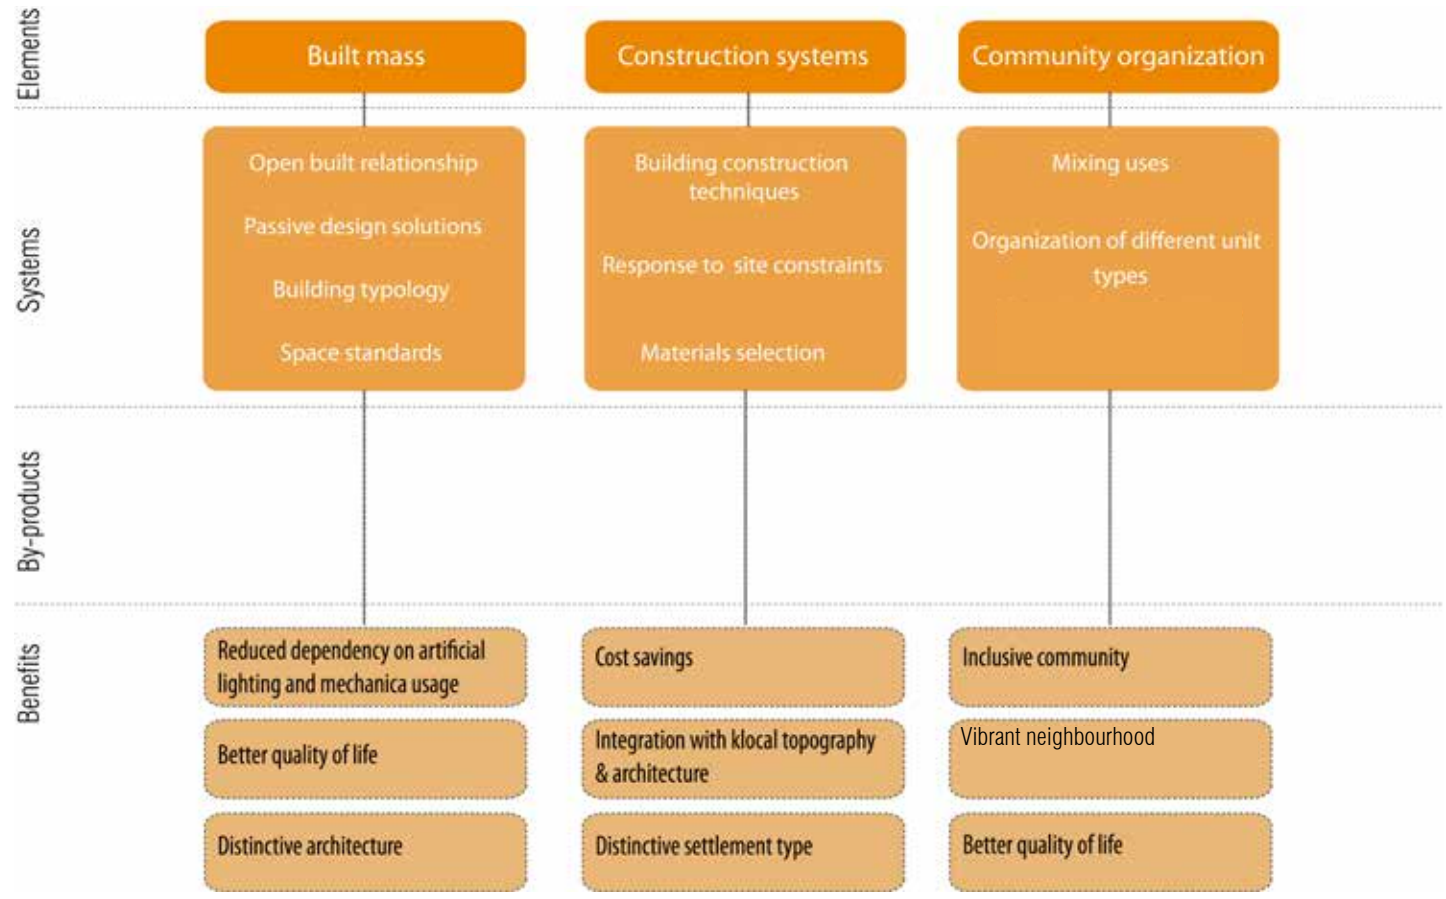 Elements
Built mass
Construction systems
Community organization
Systems
Open built relationship
Passive design solutions
Building typology
Space standards
Building construction
techniques
Response to site constraints
Materials selection
Mixing uses
Organization of different unit
types
By-products
Benefits
Reduced dependency on artificial
lighting and mechanica usage
Better quality of life
Distinctive architecture
Cost savings
Integration with klocal topography
& architecture
Distinctive settlement type
Inclusive community
Vibrant neighbourhood
Better quality of life